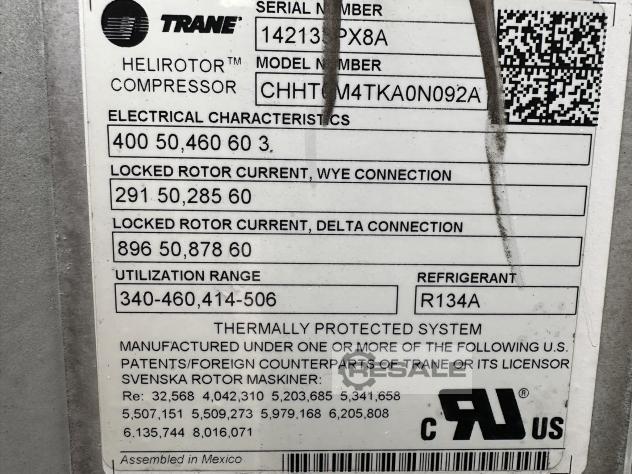 TRANE
SERIAL NUMBER
HELIROTOR™
COMPRESSOR
MODEL NUMBER
ELECTRICAL CHARACTERISTICS
400 50,460 60 3.
LOCKED ROTOR CURRENT, WYE CONNECTION
291 50,285 60
LOCKED ROTOR CURRENT, DELTA CONNECTION
896 50,878 60
UTILIZATION RANGE
340-460,414-506
REFRIGERANT
R134A
THERMALLY PROTECTED SYSTEM
MANUFACTURED UNDER ONE OR MORE OF THE FOLLOWING U.S.
PATENTS/FOREIGN COUNTERPARTS OF TRANE OR ITS LICENSOR
SVENSKA ROTOR MASKINER:
RESALE
Re: 32,568 4,042,310 5,203,685 5,341,658
5,507,151 5,509,273 5,979,168 6,205,808
6,135,744 8,016,071
C RU® US
Assembled in Mexico